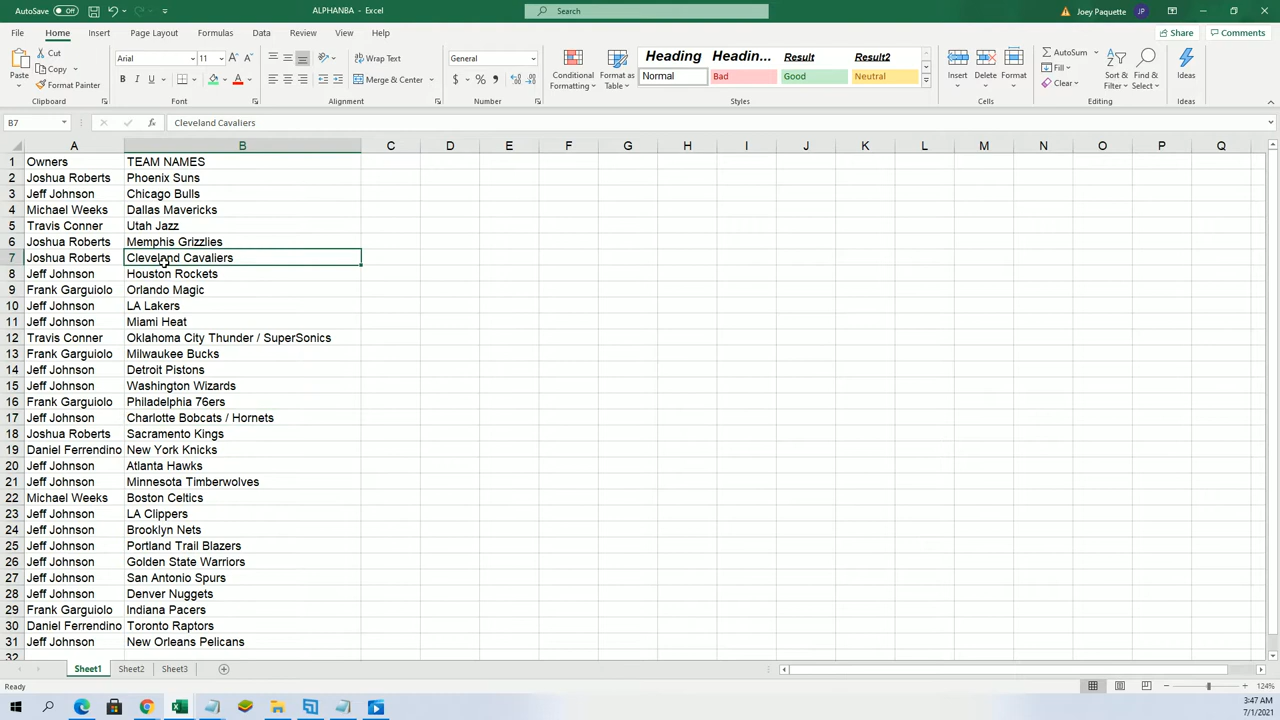 AutoSave Off ALPHANBA - Excel Search Joey Paquette JP
File Home Insert Page Layout Formulas Data Review View Help Share Comments
Paste Cut Copy Format Painter Clipboard
Arial 11 A A B I U A Font
Wrap Text Merge & Center Alignment
General $ % Number
Conditional Formatting Format as Table
Heading Headin... Result Result2
Normal Bad Good Neutral
Styles
Insert Delete Format Cells
AutoSum Fill Clear Sort & Filter Find & Select Editing
Ideas Ideas
B7 fx Cleveland Cavaliers
A B C D E F G H I J K L M N O P Q
1 Owners TEAM NAMES
2 Joshua Roberts Phoenix Suns
3 Jeff Johnson Chicago Bulls
4 Michael Weeks Dallas Mavericks
5 Travis Conner Utah Jazz
6 Joshua Roberts Memphis Grizzlies
7 Joshua Roberts Cleveland Cavaliers
8 Jeff Johnson Houston Rockets
9 Frank Garguiolo Orlando Magic
10 Jeff Johnson LA Lakers
11 Jeff Johnson Miami Heat
12 Travis Conner Oklahoma City Thunder / SuperSonics
13 Frank Garguiolo Milwaukee Bucks
14 Jeff Johnson Detroit Pistons
15 Jeff Johnson Washington Wizards
16 Frank Garguiolo Philadelphia 76ers
17 Jeff Johnson Charlotte Bobcats / Hornets
18 Joshua Roberts Sacramento Kings
19 Daniel Ferrendino New York Knicks
20 Jeff Johnson Atlanta Hawks
21 Jeff Johnson Minnesota Timberwolves
22 Michael Weeks Boston Celtics
23 Jeff Johnson LA Clippers
24 Jeff Johnson Brooklyn Nets
25 Jeff Johnson Portland Trail Blazers
26 Jeff Johnson Golden State Warriors
27 Jeff Johnson San Antonio Spurs
28 Jeff Johnson Denver Nuggets
29 Frank Garguiolo Indiana Pacers
30 Daniel Ferrendino Toronto Raptors
31 Jeff Johnson New Orleans Pelicans
32
Sheet1 Sheet2 Sheet3
Ready 124%
3:47 AM
7/1/2021